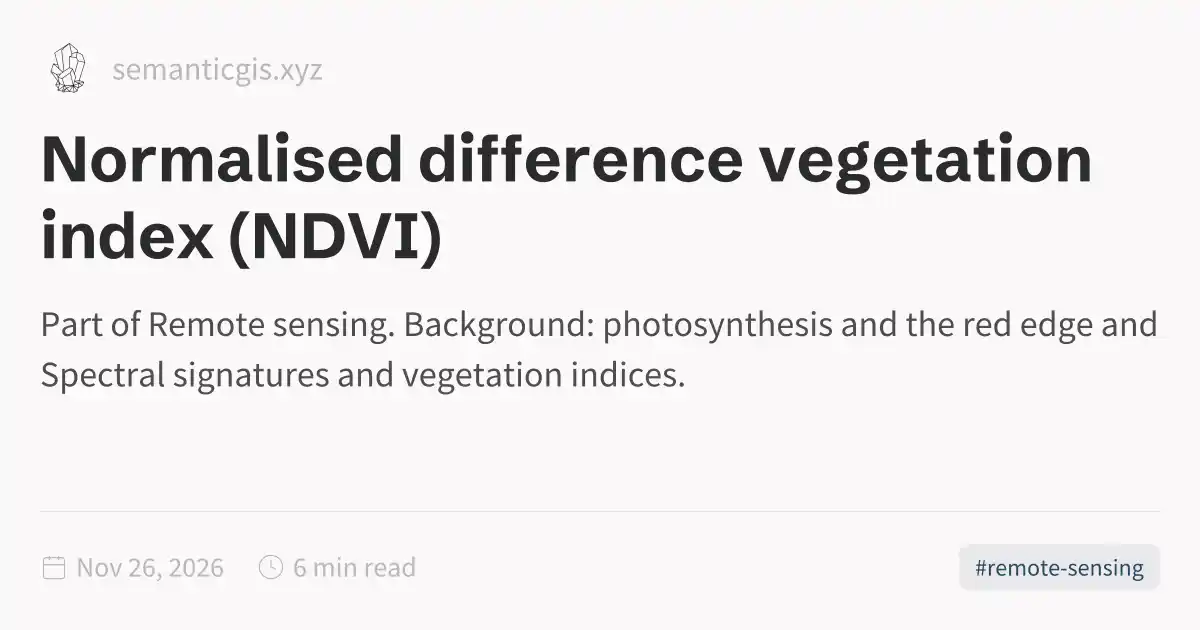 semanticgis.xyz
Normalised difference vegetation
index (NDVI)
Part of Remote sensing. Background: photosynthesis and the red edge and
Spectral signatures and vegetation indices.
Nov 26, 2026
6 min read
#remote-sensing